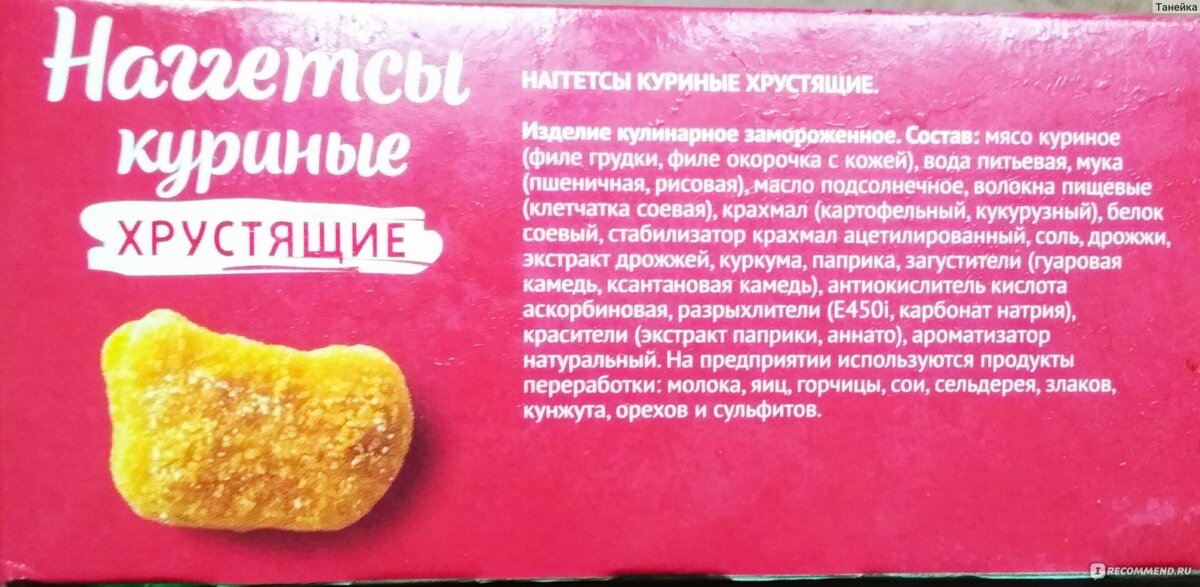 Танейка
Наггетсы
куриные
ХРУСТЯЩИЕ
НАГГЕТСЫ КУРИНЫЕ ХРУСТЯЩИЕ.
Изделие кулинарное замороженное. Состав: мясо куриное
(филе грудки, филе окорочка с кожей), вода питьевая, мука
(пшеничная, рисовая), масло подсолнечное, волокна пищевые
(клетчатка соевая), крахмал (картофельный, кукурузный), белок
соевый, стабилизатор крахмал ацетилированный, соль, дрожжи,
экстракт дрожжей, куркума, паприка, загустители (гуаровая
камедь, ксантановая камедь), антиокислитель кислота
аскорбиновая, разрыхлители (Е450i, карбонат натрия),
красители (экстракт паприки, аннато), ароматизатор
натуральный. На предприятии используются продукты
переработки: молока, яиц, горчицы, сои, сельдерея, злаков,
кунжута, орехов и сульфитов.
IRECOMMEND.RU